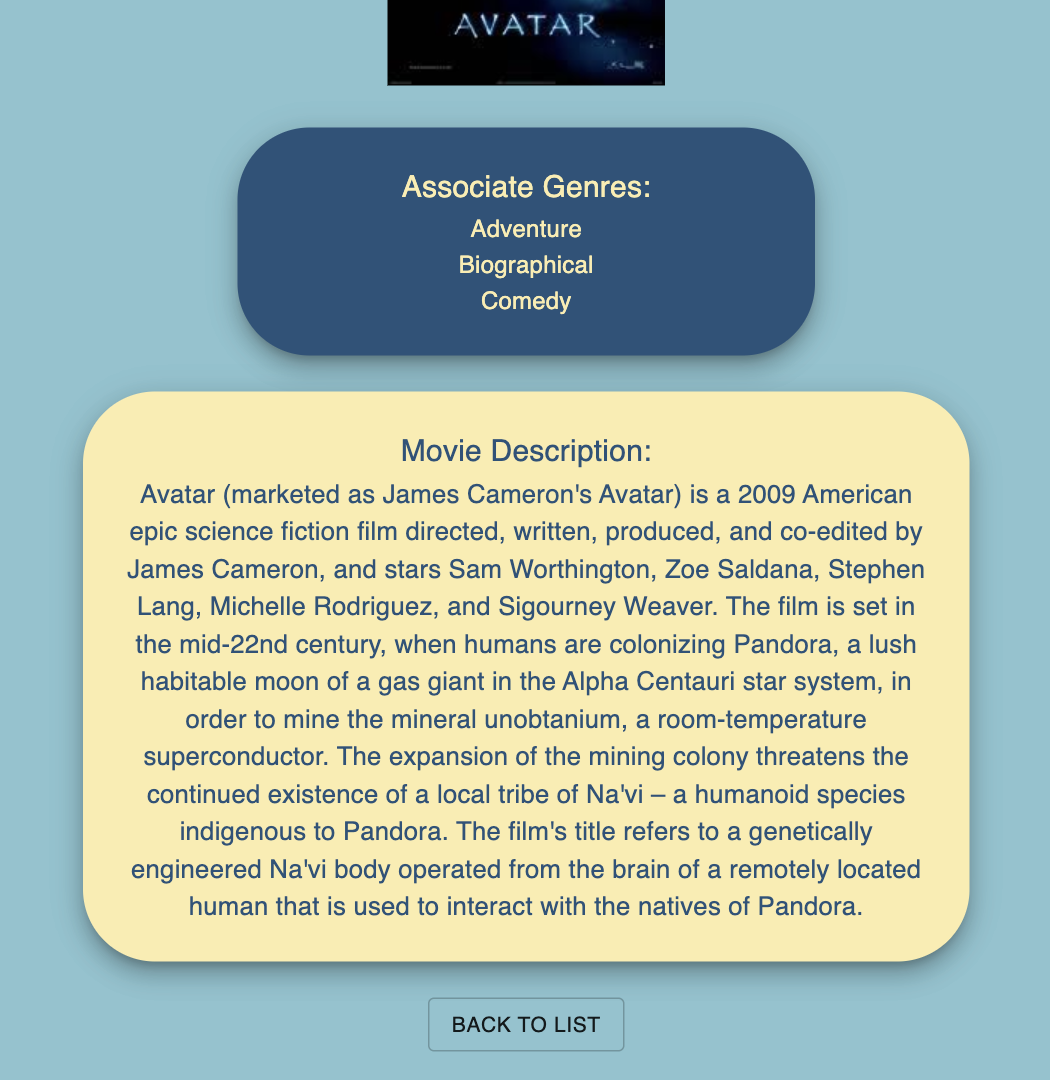 AVATAR
Associate Genres:
Adventure
Biographical
Comedy
Movie Description:
Avatar (marketed as James Cameron's Avatar) is a 2009 American
epic science fiction film directed, written, produced, and co-edited by
James Cameron, and stars Sam Worthington, Zoe Saldana, Stephen
Lang, Michelle Rodriguez, and Sigourney Weaver. The film is set in
the mid-22nd century, when humans are colonizing Pandora, a lush
habitable moon of a gas giant in the Alpha Centauri star system, in
order to mine the mineral unobtanium, a room-temperature
superconductor. The expansion of the mining colony threatens the
continued existence of a local tribe of Na'vi – a humanoid species
indigenous to Pandora. The film's title refers to a genetically
engineered Na'vi body operated from the brain of a remotely located
human that is used to interact with the natives of Pandora.
BACK TO LIST